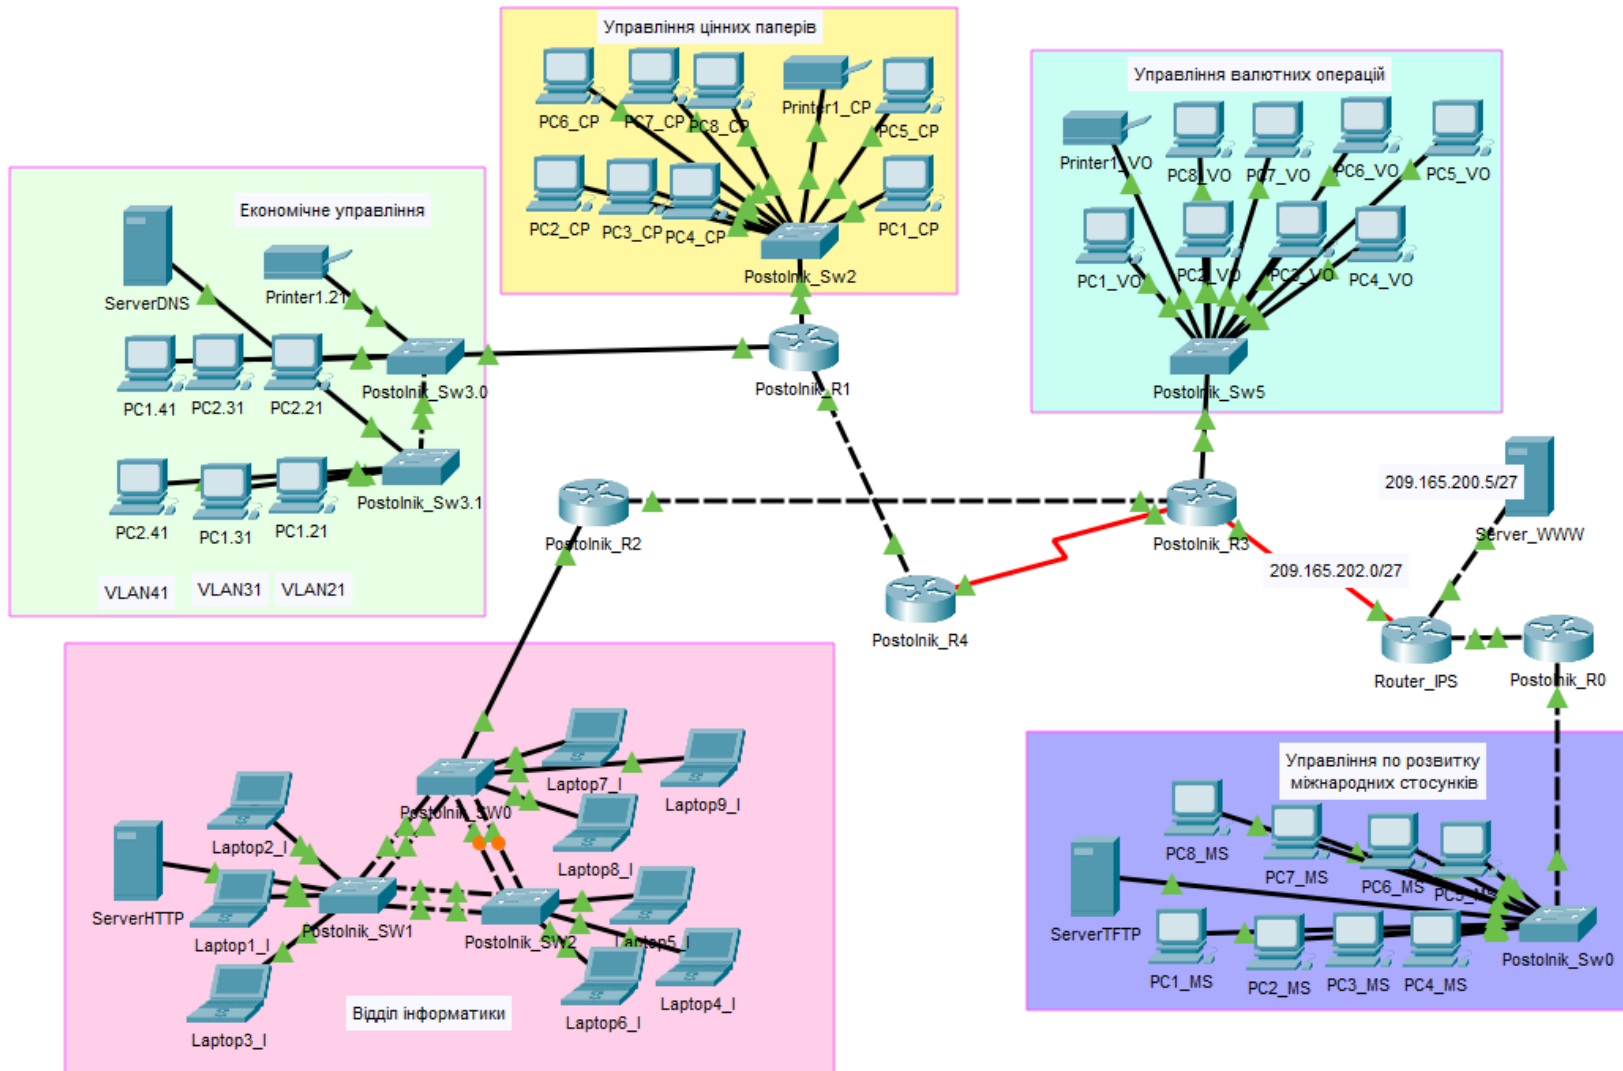 Управління цінних паперів
PC6_CP
PC7_CP
PC8_CP
Printer1_CP
PC5_CP
PC2_CP
PC3_CP
PC4_CP
PC1_CP
Postolnik_Sw2
Управління валютних операцій
Printer1_VO
PC8_VO
PC7_VO
PC6_VO
PC5_VO
PC1_VO
PC2_VO
PC3_VO
PC4_VO
Postolnik_Sw5
Економічне управління
ServerDNS
Printer1.21
PC1.41
PC2.31
PC2.21
Postolnik_Sw3.0
PC2.41
PC1.31
PC1.21
Postolnik_Sw3.1
VLAN41
VLAN31
VLAN21
Postolnik_R1
Postolnik_R2
Postolnik_R3
Postolnik_R4
209.165.200.5/27
Server_WWW
209.165.202.0/27
Router_IPS
Postolnik_R0
Laptop7_I
Laptop9_I
Postolnik_SW0
Laptop2_I
Laptop8_I
ServerHTTP
Laptop1_I
Postolnik_SW1
Postolnik_SW2
Laptop5_I
Laptop4_I
Laptop6_I
Laptop3_I
Відділ інформатики
Управління по розвитку
міжнародних стосунків
PC8_MS
PC7_MS
PC6_MS
PC5_MS
ServerTFTP
PC1_MS
PC2_MS
PC3_MS
PC4_MS
Postolnik_Sw0